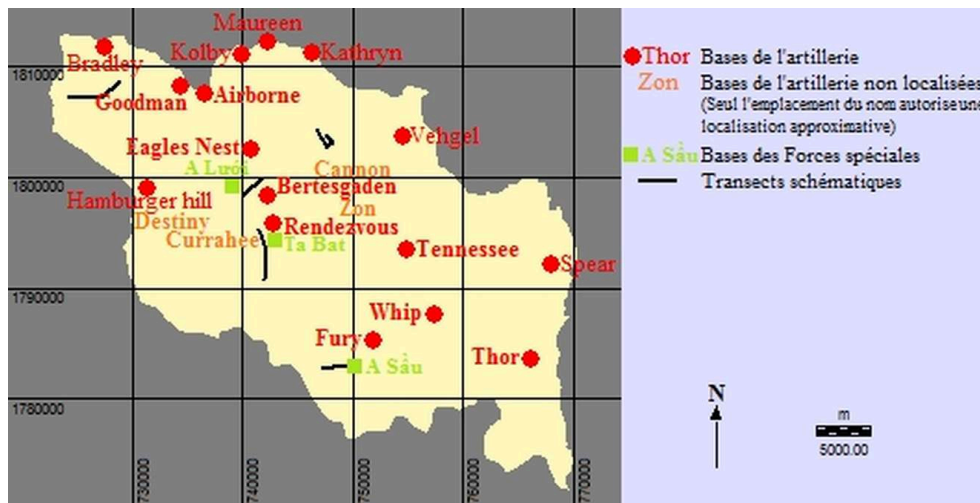 Maureen
Bradley
Kolby
Kathryn
1810000
Goodman
Airborne
Vehgel
Eagles Nest
A Lưới
Cannon
1800000
Bertesgaden
Hamburger hill
Zon
Destiny
Rendezvous
Currahee
Ta Bat
Tennessee
Spear
1790000
Whip
Fury
Thor
A Sầu
1780000
730000
740000
750000
760000
770000
Thor Bases de l'artillerie
Zon Bases de l'artillerie non localisées
(Seul l'emplacement du nom autorise une
localisation approximative)
A Sầu Bases des Forces spéciales
Transects schématiques
N
m
5000.00